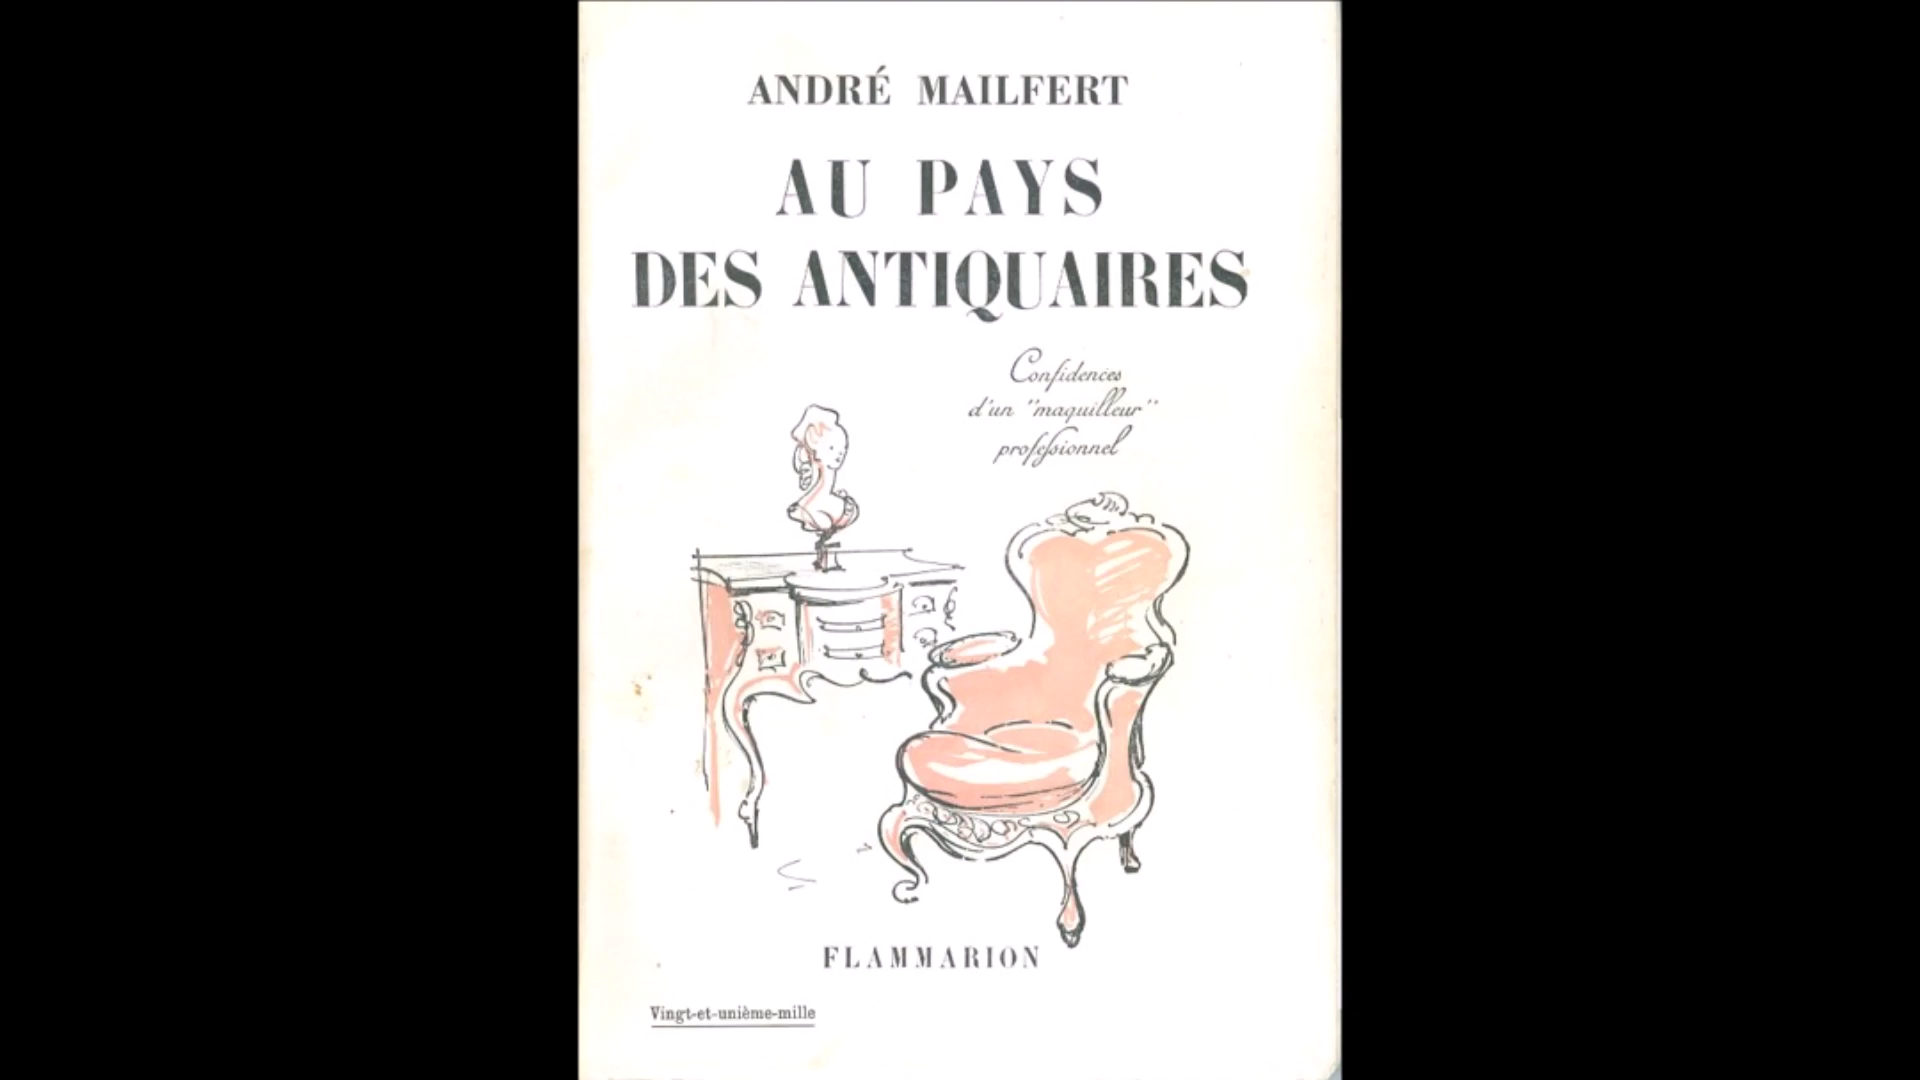 ANDRÉ MAILFERT
AU PAYS
DES ANTIQUAIRES
Confidences
d'un "maquilleur"
professionnel
FLAMMARION
Vingt-et-unième-mille